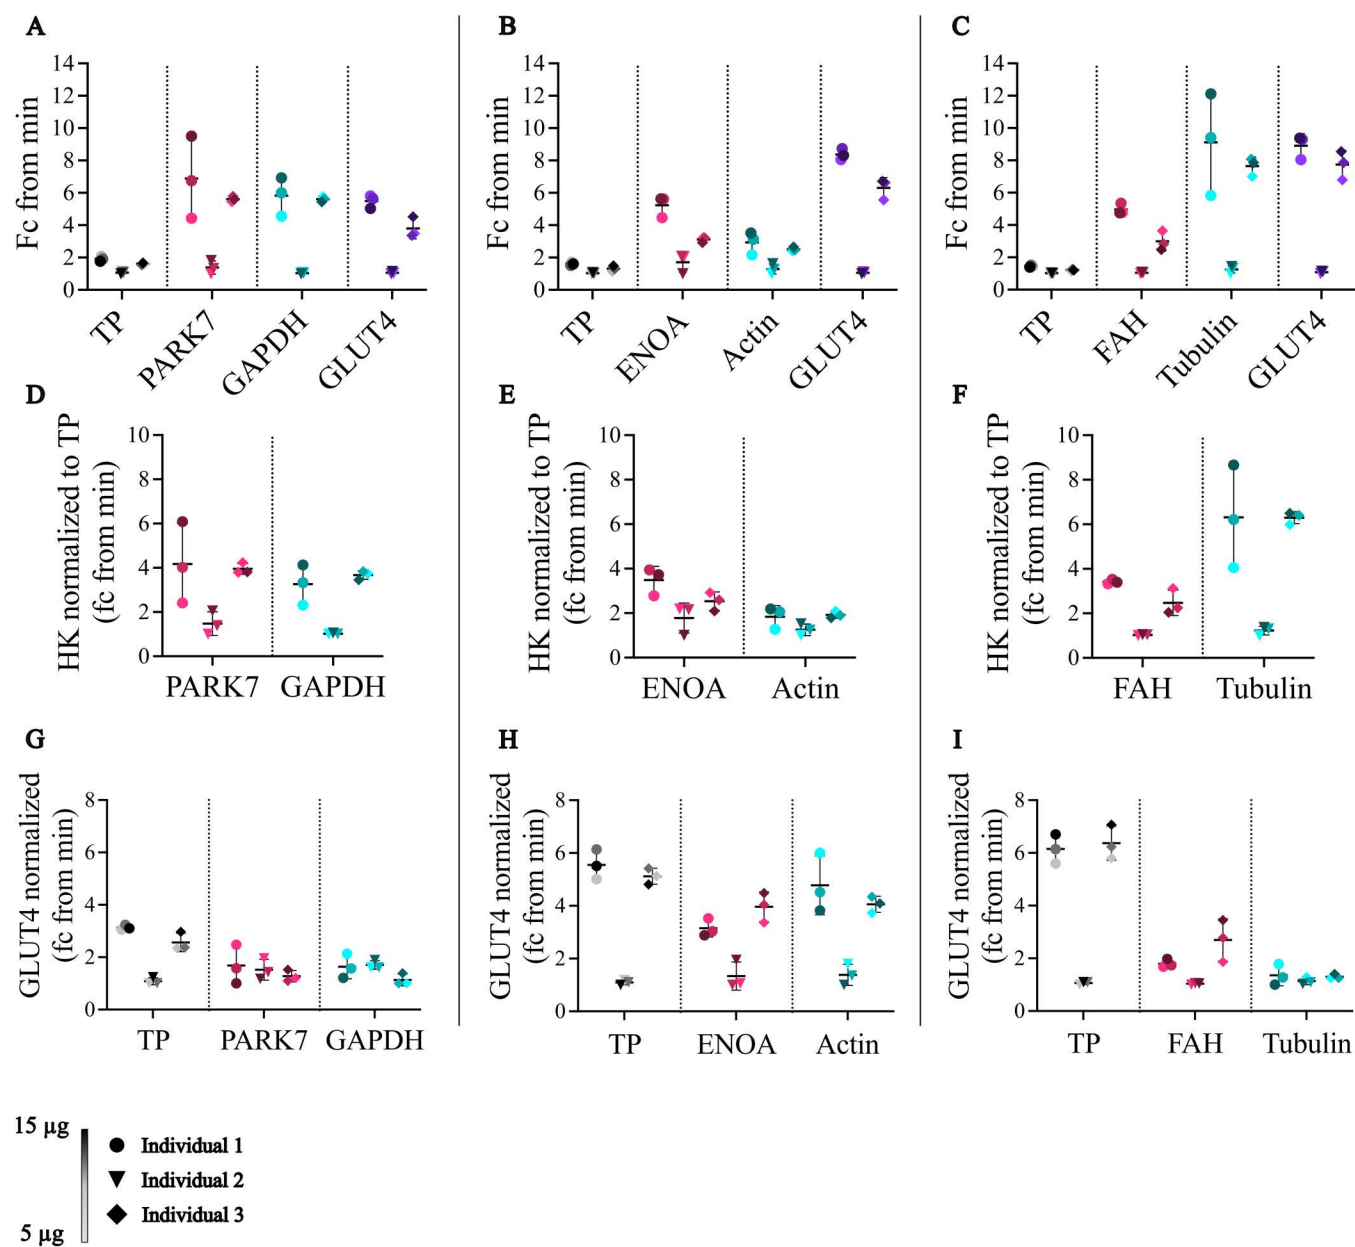 A
B
C
Fc from min
14
12
10
8
6
4
2
0
TP
PARK7
GAPDH
GLUT4
Fc from min
14
12
10
8
6
4
2
0
TP
ENOA
Actin
GLUT4
Fc from min
14
12
10
8
6
4
2
0
TP
FAH
Tubulin
GLUT4
D
E
F
HK normalized to TP
(fc from min)
10
8
6
4
2
0
PARK7
GAPDH
HK normalized to TP
(fc from min)
10
8
6
4
2
0
ENOA
Actin
HK normalized to TP
(fc from min)
10
8
6
4
2
0
FAH
Tubulin
G
H
I
GLUT4 normalized
(fc from min)
8
6
4
2
0
TP
PARK7
GAPDH
GLUT4 normalized
(fc from min)
8
6
4
2
0
TP
ENOA
Actin
GLUT4 normalized
(fc from min)
8
6
4
2
0
TP
FAH
Tubulin
15 µg
5 µg
Individual 1
Individual 2
Individual 3